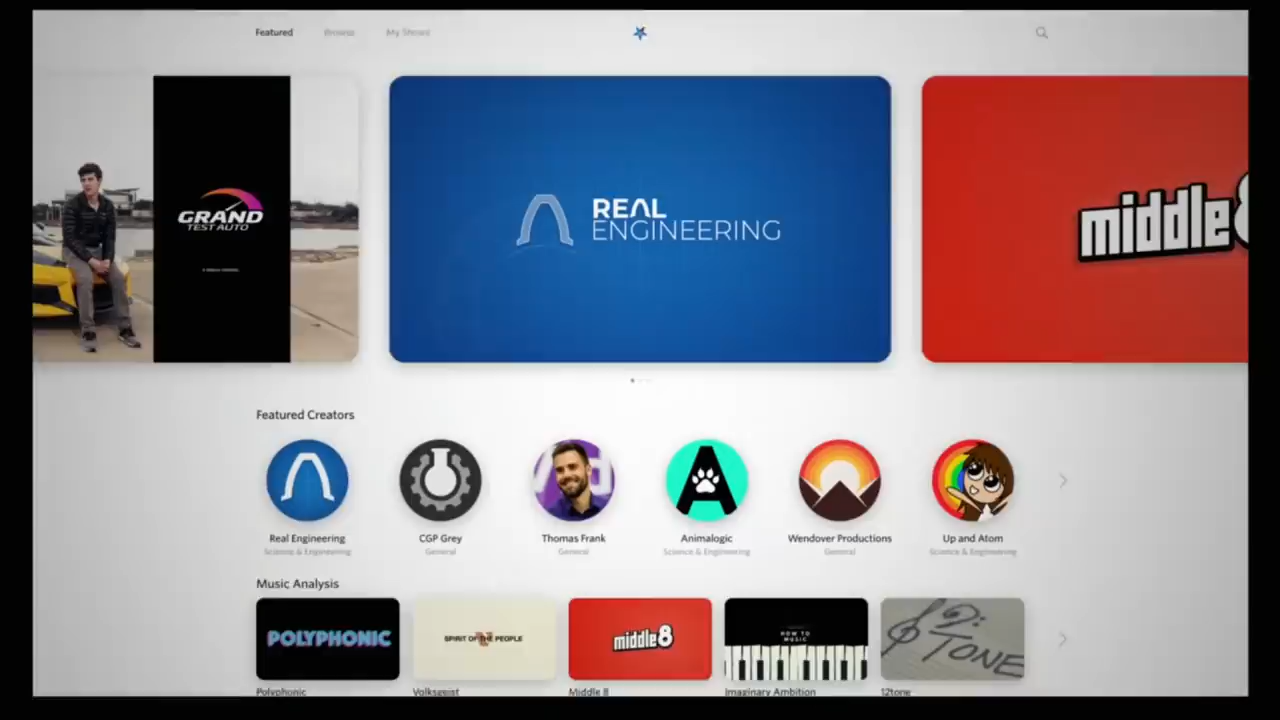 Featured
Browse
My Shows
GRAND
TEST AUTO
REAL
ENGINEERING
middle8
Featured Creators
Real Engineering
Science & Engineering
CGP Grey
General
Thomas Frank
General
Animalogic
Science & Engineering
Wendover Productions
General
Up and Atom
Science & Engineering
Music Analysis
POLYPHONIC
SPIRIT OF THE PEOPLE
middle8
HOW TO
MUSIC
12:
TONE
Polyphonic
Volksgeist
Middle 8
Imaginary Ambition
12tone